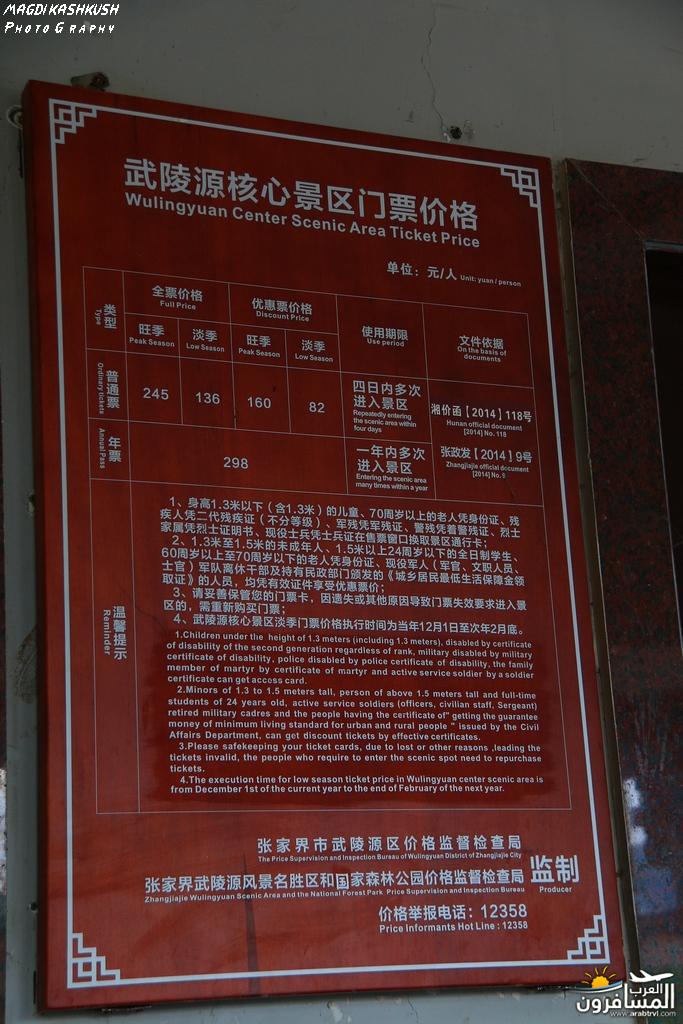 MAGDI KASHKUSH
PHOTOGRAPHY
武陵源核心景区门票价格
Wulingyuan Center Scenic Area Ticket Price
单位：元/人 Unit: yuan / person
类型
Type
全票价格
Full Price
优惠票价格
Discount Price
使用期限
Use period
文件依据
On the basis of
documents
旺季
Peak Season
淡季
Low Season
旺季
Peak Season
淡季
Low Season
普通票
Ordinary tickets
245
136
160
82
四日内多次
进入景区
Repeatedly entering
the scenic area within
four days
湘价函【2014】118号
Hunan official document
[2014] No. 118
年票
Annual Pass
298
一年内多次
进入景区
Entering the scenic area
many times within a year
张政发【2014】9号
Zhangjiajie official document
[2014] No. 9
温馨提示
Reminder
1、身高1.3米以下（含1.3米）的儿童、70周岁以上的老人凭身份证、残
疾人凭二代残疾证（不分等级）、军残凭军残证、警残凭着警残证、烈士
家属凭烈士证明书、现役士兵凭士兵证在售票窗口换取景区通行卡；
2、1.3米至1.5米的未成年人、1.5米以上24周岁以下的全日制学生、
60周岁以上至70周岁以下的老人凭身份证、现役军人（军官、文职人员、
士官）军队离休干部及持有民政部门颁发的《城乡居民最低生活保障金领
取证》的人员，均凭有效证件享受优惠票价；
3、请妥善保管您的门票卡，因遗失或其他原因导致门票失效要求进入景
区的，需重新购买门票；
4、武陵源核心景区淡季门票价格执行时间为当年12月1日至次年2月底。
1.Children under the height of 1.3 meters (including 1.3 meters), disabled by certificate
of disability of the second generation regardless of rank, military disabled by military
certificate of disability, police disabled by police certificate of disability, the family
member of martyr by certificate of martyr and active service soldier by a soldier
certificate can get access card.
2.Minors of 1.3 to 1.5 meters tall, person of above 1.5 meters tall and full-time
students of 24 years old, active service soldiers (officers, civilian staff, Sergeant)
retired military cadres and the people having the certificate of" getting the guarantee
money of minimum living standard for urban and rural people " issued by the Civil
Affairs Department, can get discount tickets by effective certificates.
3.Please safekeeping your ticket cards, due to lost or other reasons ,leading the
tickets invalid, the people who require to enter the scenic spot need to repurchase
tickets.
4.The execution time for low season ticket price in Wulingyuan center scenic area is
from December 1st of the current year to the end of February of the next year.
张家界市武陵源区价格监督检查局
The Price Supervision and Inspection Bureau of Wulingyuan District of Zhangjiajie City
张家界武陵源风景名胜区和国家森林公园价格监督检查局
Zhangjiajie Wulingyuan Scenic Area and the National Forest Park Price Supervision and Inspection Bureau
监制
Producer
价格举报电话：12358
Price Informants Hot Line : 12358
العرب
المسافرون
www.arabtrvl.com